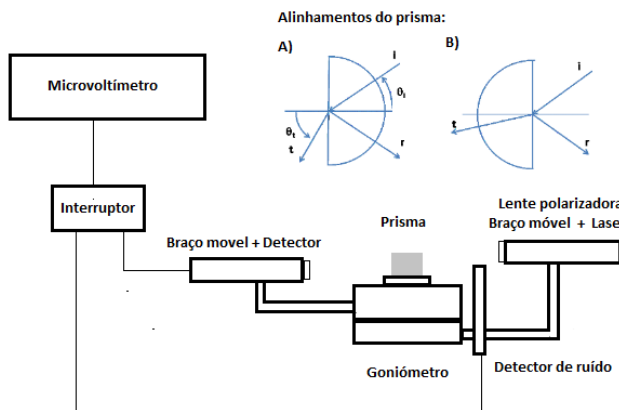 Alinhamentos do prisma:
A)
B)
i
θi
θt
t
r
i
t
r
Microvoltímetro
Interruptor
Braço movel + Detector
Prisma
Lente polarizadora
Braço móvel + Lase
Goniómetro
Detector de ruído